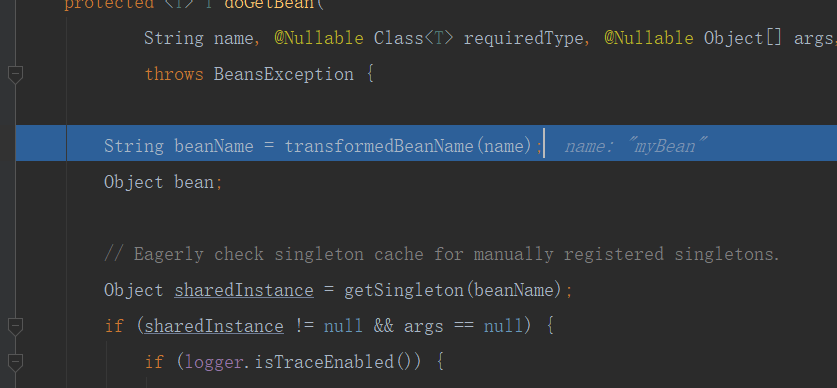 protected <T> T doGetBean(
String name, @Nullable Class<T> requiredType, @Nullable Object[] args,
throws BeansException {
String beanName = transformedBeanName(name); name: "myBean"
Object bean;
// Eagerly check singleton cache for manually registered singletons.
Object sharedInstance = getSingleton(beanName);
if (sharedInstance != null && args == null) {
if (logger.isTraceEnabled()) {